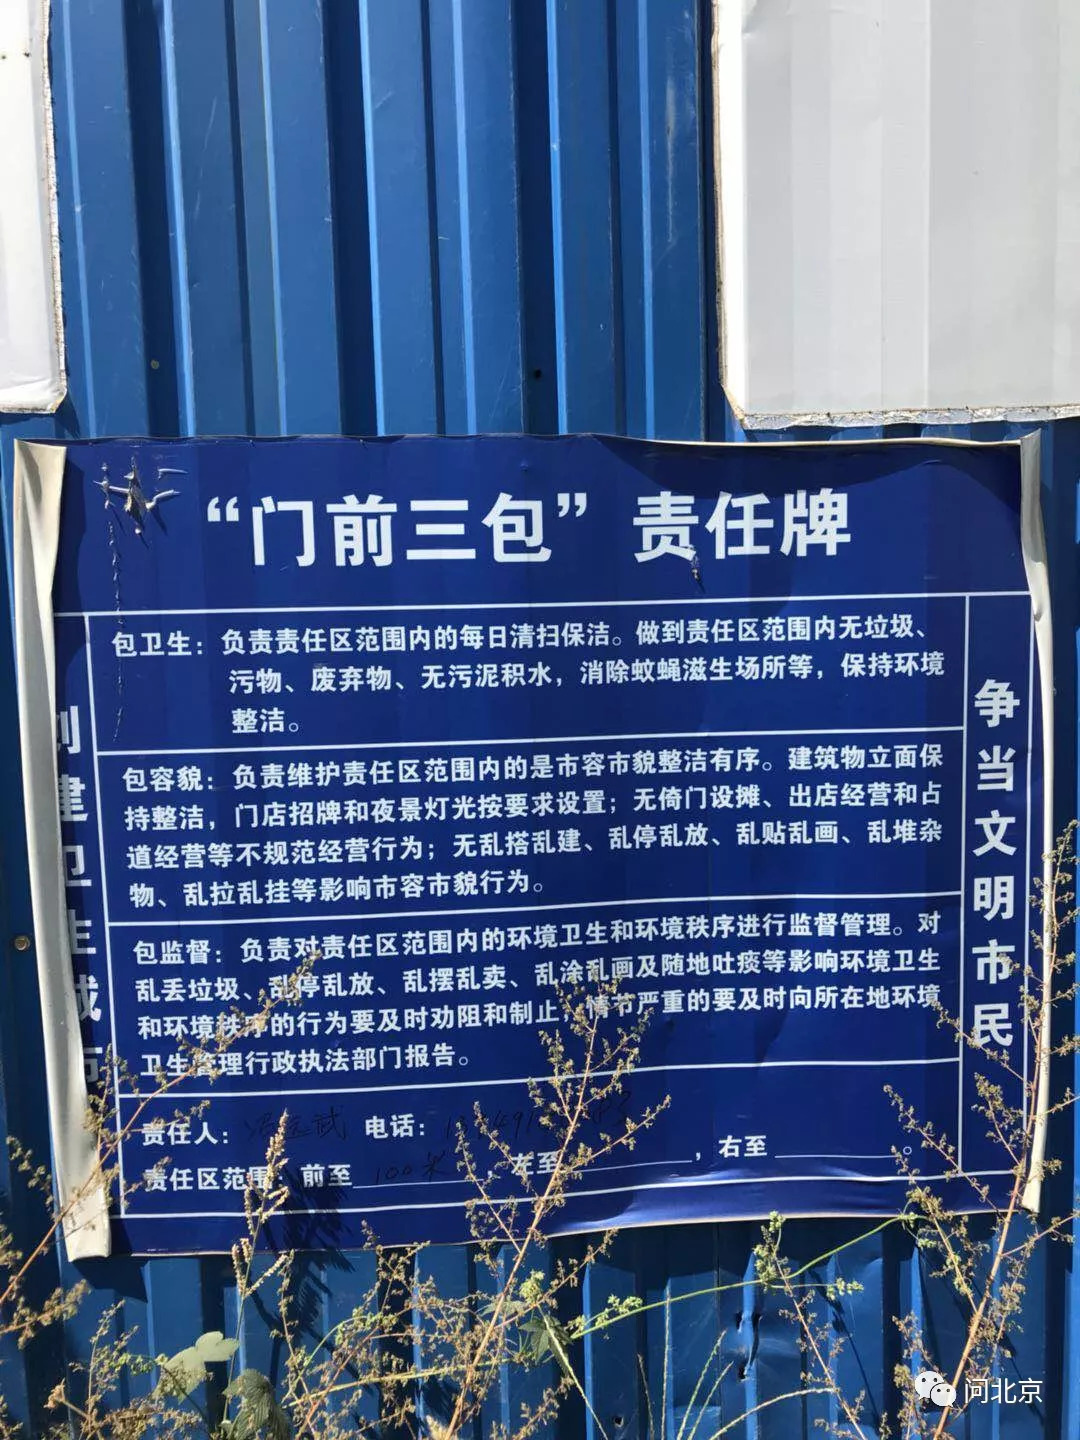 “门前三包”责任牌
包卫生：负责责任区范围内的每日清扫保洁。做到责任区范围内无垃圾、
污物、废弃物、无污泥积水，消除蚊蝇滋生场所等，保持环境
整洁。
包容貌：负责维护责任区范围内的是市容市貌整洁有序。建筑物立面保
持整洁，门店招牌和夜景灯光按要求设置；无倚门设摊、出店经营和占
道经营等不规范经营行为；无乱搭乱建、乱停乱放、乱贴乱画、乱堆杂
物、乱拉乱挂等影响市容市貌行为。
包监督：负责对责任区范围内的环境卫生和环境秩序进行监督管理。对
乱丢垃圾、乱停乱放、乱摆乱卖、乱涂乱画及随地吐痰等影响环境卫生
和环境秩序的行为要及时劝阻和制止，情节严重的要及时向所在地环境
卫生管理行政执法部门报告。
责任人： 电话：
责任区范围：前至100米，左至，右至。
创建卫生城市
争当文明市民
问北京